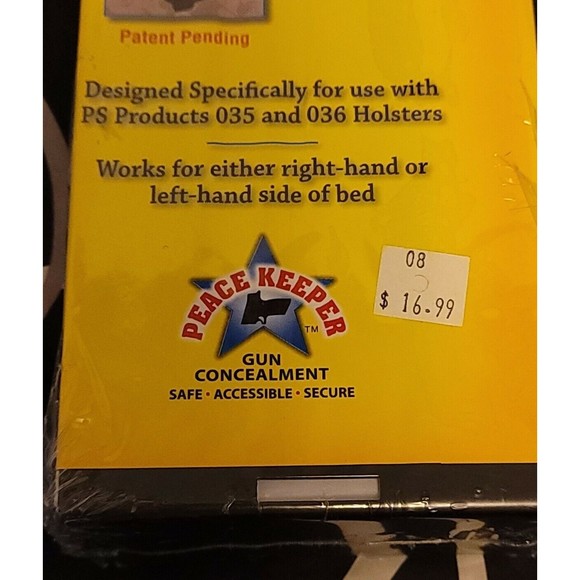 Patent Pending
Designed Specifically for use with
PS Products 035 and 036 Holsters
Works for either right-hand or
left-hand side of bed
PEACE KEEPER
TM
GUN
CONCEALMENT
SAFE • ACCESSIBLE • SECURE
08
$ 16.99